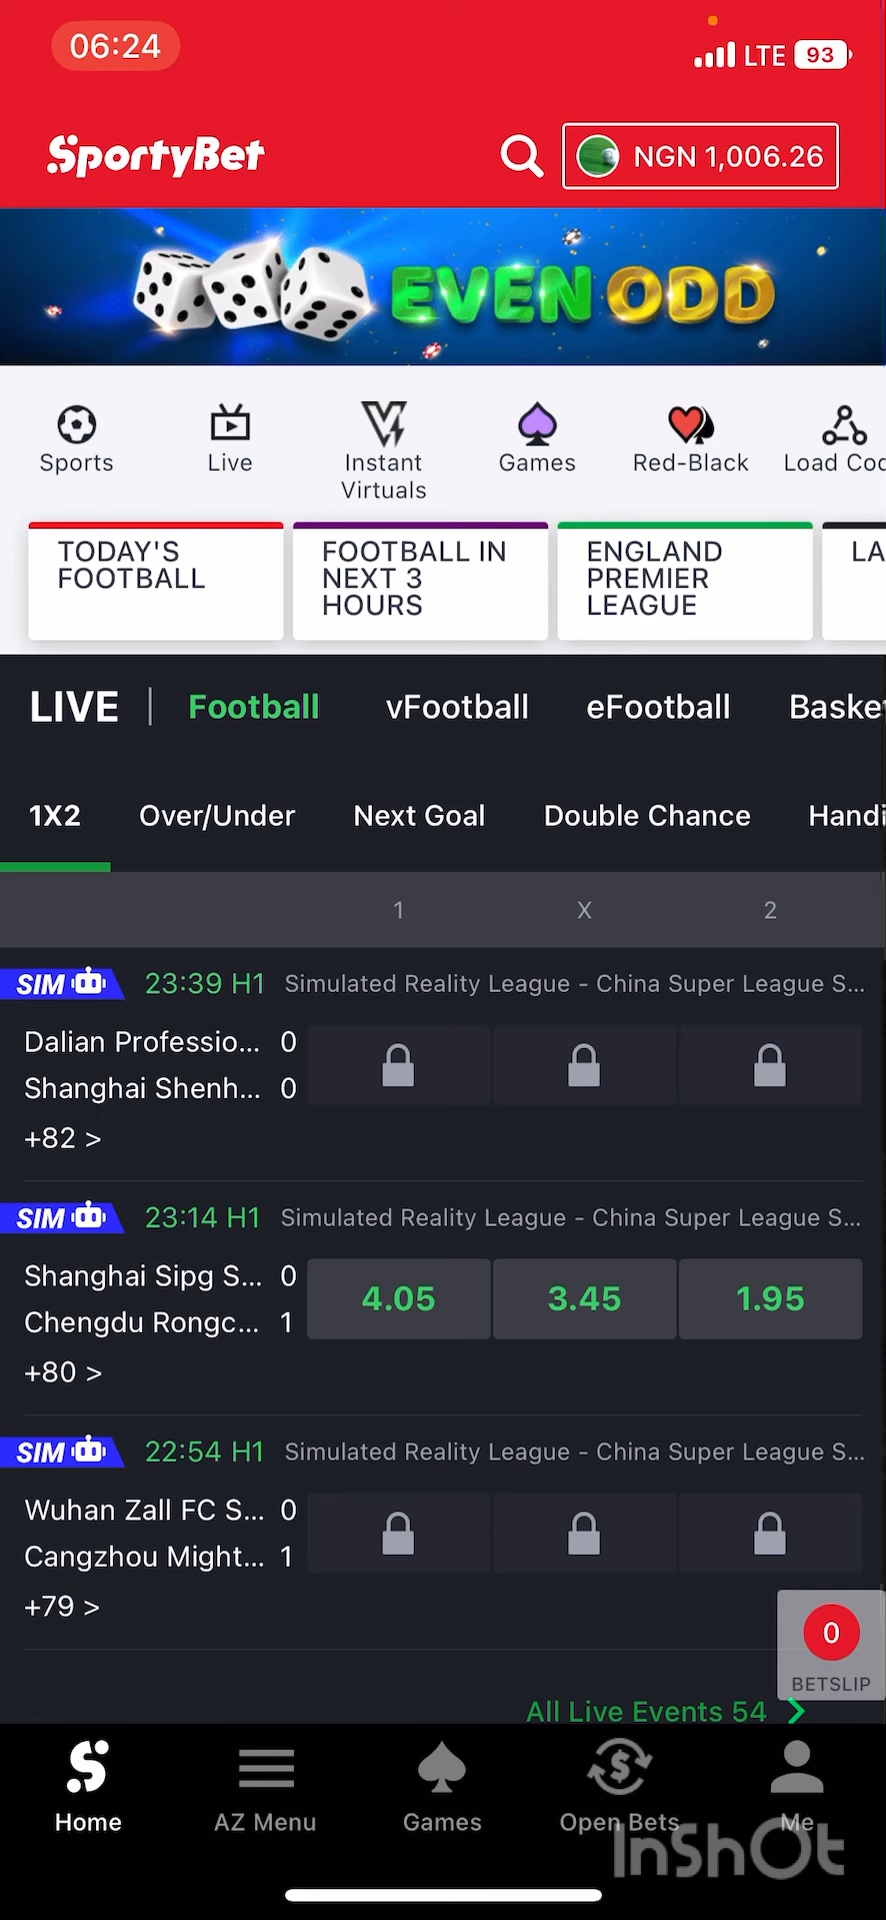 06:24
LTE 93
SportyBet
NGN 1,006.26
EVEN ODD
Sports
Live
Instant
Virtuals
Games
Red-Black
Load Cod
TODAY'S
FOOTBALL
FOOTBALL IN
NEXT 3
HOURS
ENGLAND
PREMIER
LEAGUE
LA
LIVE | Football vFootball eFootball Baske
1X2 Over/Under Next Goal Double Chance Handi
1 X 2
SIM 23:39 H1 Simulated Reality League - China Super League S...
Dalian Professio... 0
Shanghai Shenh... 0
+82 >
SIM 23:14 H1 Simulated Reality League - China Super League S...
Shanghai Sipg S... 0
Chengdu Rongc... 1
4.05 3.45 1.95
+80 >
SIM 22:54 H1 Simulated Reality League - China Super League S...
Wuhan Zall FC S... 0
Cangzhou Might... 1
+79 >
0
BETSLIP
All Live Events 54 >
Home
AZ Menu
Games
Open Bets
Me
InShOt